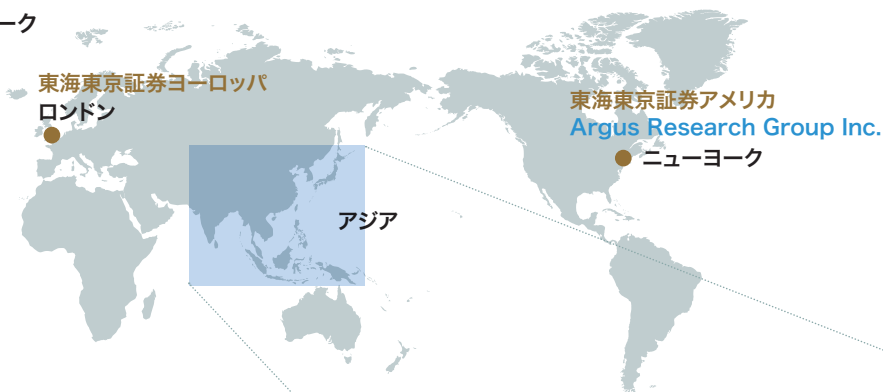 ーク
東海東京証券ヨーロッパ
ロンドン
東海東京証券アメリカ
Argus Research Group Inc.
ニューヨーク
アジア